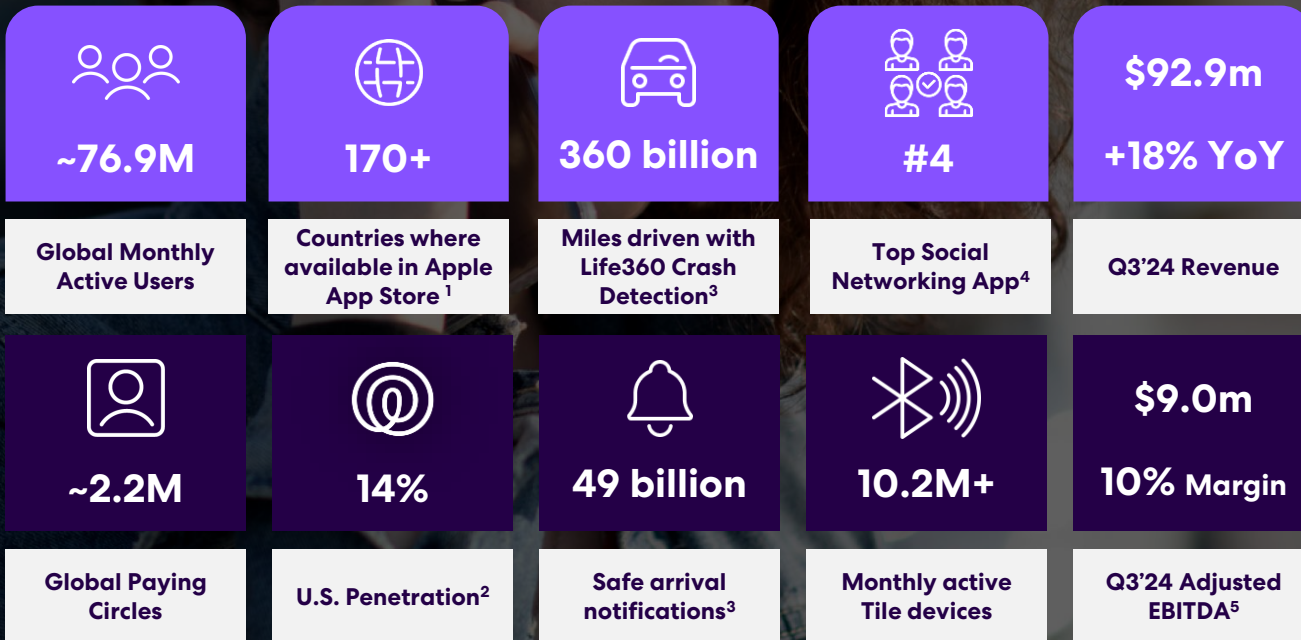 ~76.9M
Global Monthly
Active Users
170+
Countries where
available in Apple
App Store ¹
360 billion
Miles driven with
Life360 Crash
Detection³
#4
Top Social
Networking App⁴
$92.9m
+18% YoY
Q3'24 Revenue
~2.2M
Global Paying
Circles
14%
U.S. Penetration²
49 billion
Safe arrival
notifications³
10.2M+
Monthly active
Tile devices
$9.0m
10% Margin
Q3'24 Adjusted
EBITDA⁵